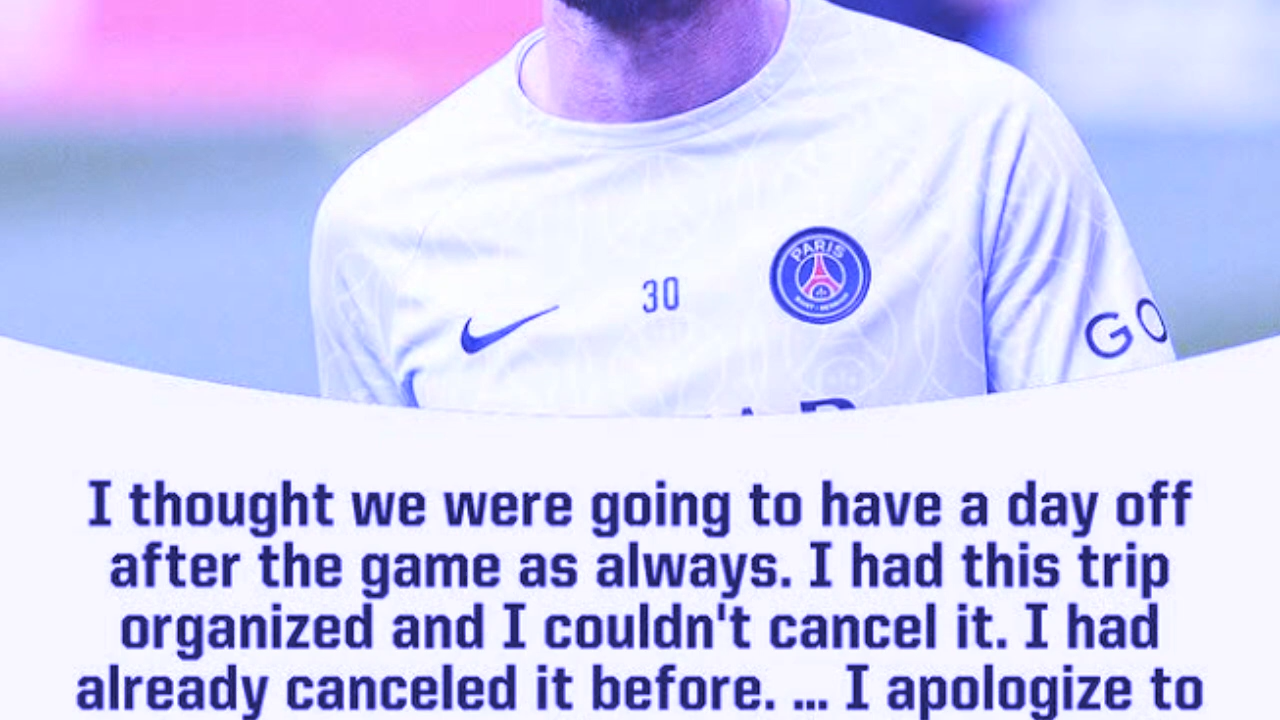 PARIS
30
GO
I thought we were going to have a day off
after the game as always. I had this trip
organized and I couldn't cancel it. I had
already canceled it before. ... I apologize to